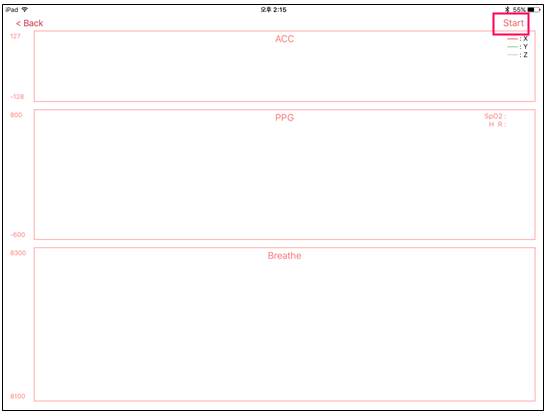 iPad 오후 2:15 55%
< Back Start
127 ACC : X
: Y
: Z
-128
800 PPG SpO2 :
H R :
-600
8300 Breathe
8100